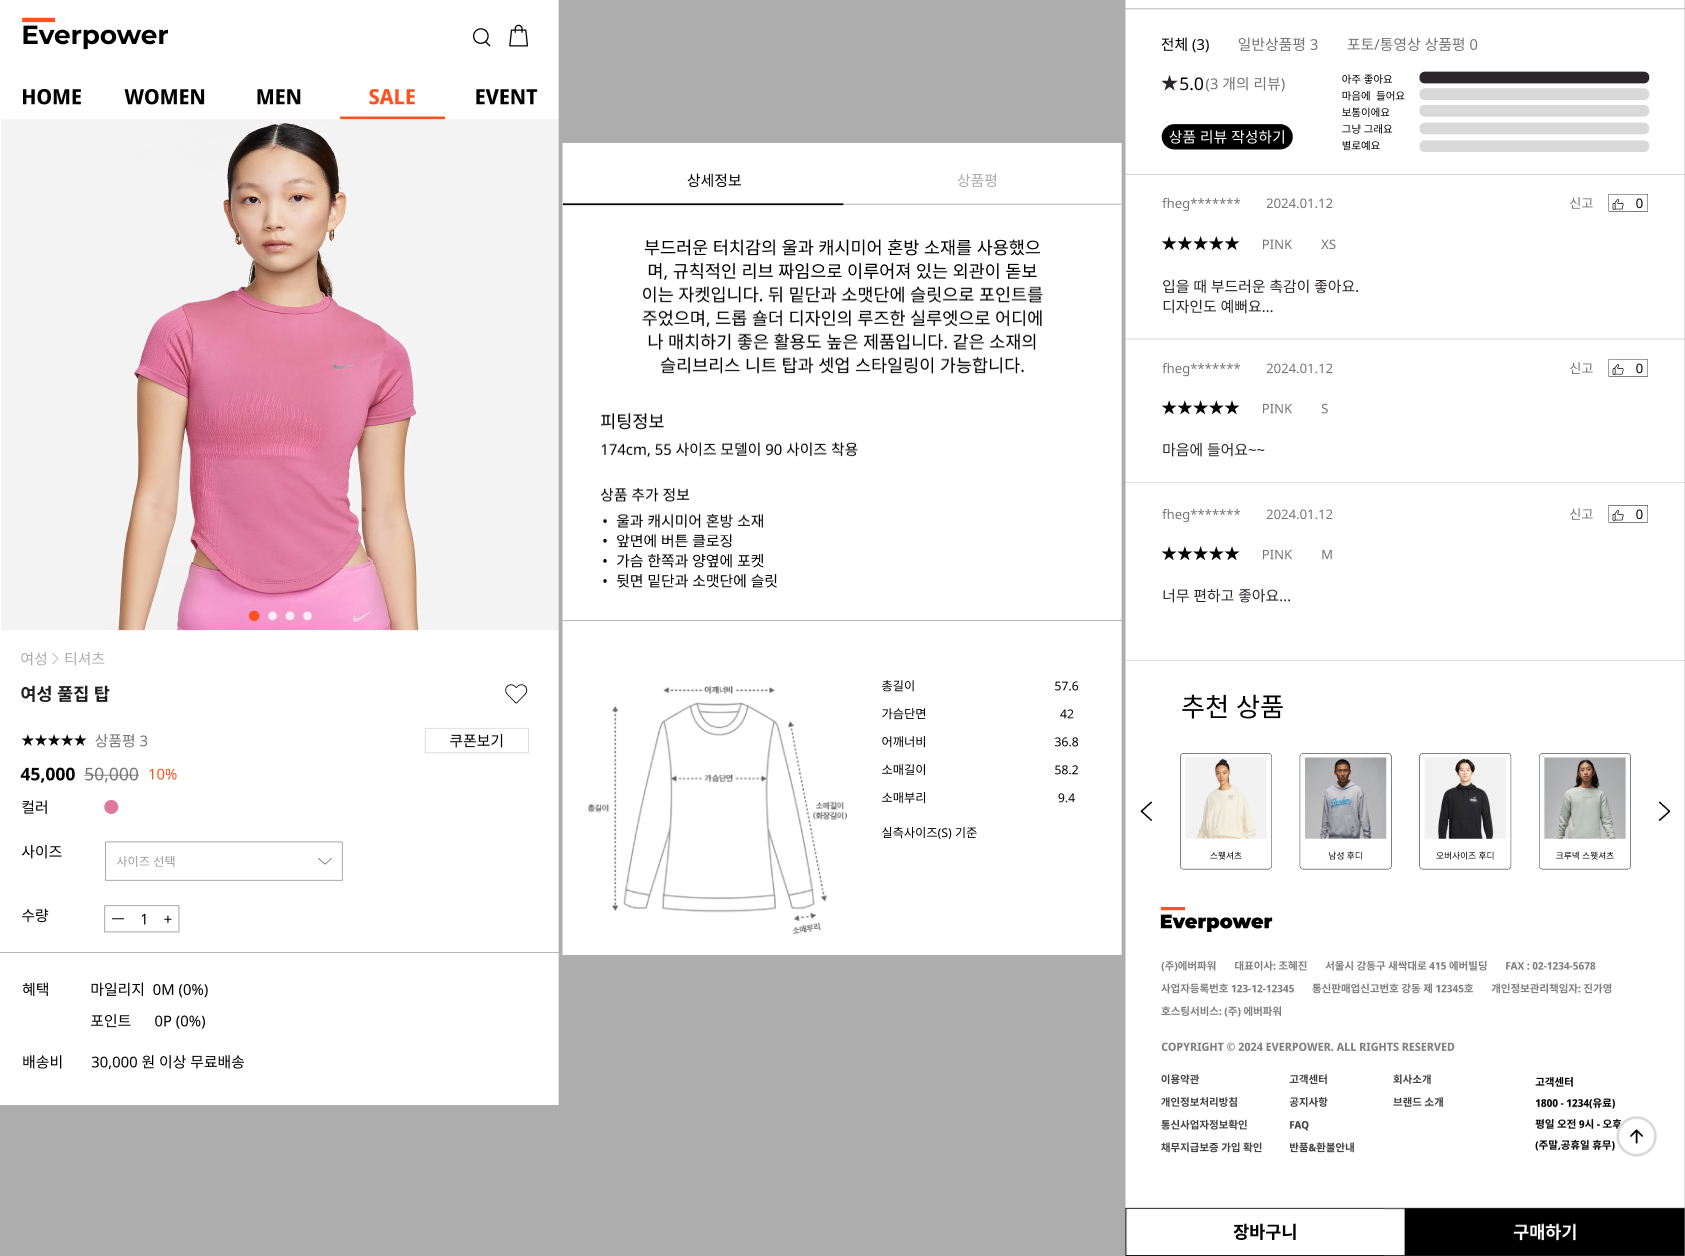 Everpower
HOME WOMEN MEN SALE EVENT
여성 > 티셔츠
여성 풀집 탑
★★★★★ 상품평 3
쿠폰보기
45,000 50,000 10%
컬러
사이즈 사이즈 선택
수량 — 1 +
혜택 마일리지 0M (0%)
포인트 0P (0%)
배송비 30,000 원 이상 무료배송
상세정보 상품평
부드러운 터치감의 울과 캐시미어 혼방 소재를 사용했으
며, 규칙적인 리브 짜임으로 이루어져 있는 외관이 돋보
이는 자켓입니다. 뒤 밑단과 소맷단에 슬릿으로 포인트를
주었으며, 드롭 숄더 디자인의 루즈한 실루엣으로 어디에
나 매치하기 좋은 활용도 높은 제품입니다. 같은 소재의
슬리브리스 니트 탑과 셋업 스타일링이 가능합니다.
피팅정보
174cm, 55 사이즈 모델이 90 사이즈 착용
상품 추가 정보
• 울과 캐시미어 혼방 소재
• 앞면에 버튼 클로징
• 가슴 한쪽과 양옆에 포켓
• 뒷면 밑단과 소맷단에 슬릿
어깨너비
총길이
가슴단면
소매길이
(화장길이)
소매부리
총길이 57.6
가슴단면 42
어깨너비 36.8
소매길이 58.2
소매부리 9.4
실측사이즈(S) 기준
전체 (3) 일반상품평 3 포토/통영상 상품평 0
★5.0(3 개의 리뷰)
상품 리뷰 작성하기
아주 좋아요
마음에 들어요
보통이에요
그냥 그래요
별로예요
fheg******* 2024.01.12 신고 0
★★★★★ PINK XS
입을 때 부드러운 촉감이 좋아요.
디자인도 예뻐요...
fheg******* 2024.01.12 신고 0
★★★★★ PINK S
마음에 들어요~~
fheg******* 2024.01.12 신고 0
★★★★★ PINK M
너무 편하고 좋아요...
추천 상품
스웻셔츠 남성 후디 오버사이즈 후디 크루넥 스웻셔츠
Everpower
(주)에버파워 대표이사: 조혜진 서울시 강동구 새싹대로 415 에버빌딩 FAX : 02-1234-5678
사업자등록번호 123-12-12345 통신판매업신고번호 강동 제 12345호 개인정보관리책임자: 진가영
호스팅서비스: (주) 에버파워
COPYRIGHT © 2024 EVERPOWER. ALL RIGHTS RESERVED
이용약관
개인정보처리방침
통신사업자정보확인
채무지급보증 가입 확인
고객센터
공지사항
FAQ
반품&환불안내
회사소개
브랜드 소개
고객센터
1800 - 1234(유료)
평일 오전 9시 - 오후
(주말,공휴일 휴무)
장바구니 구매하기